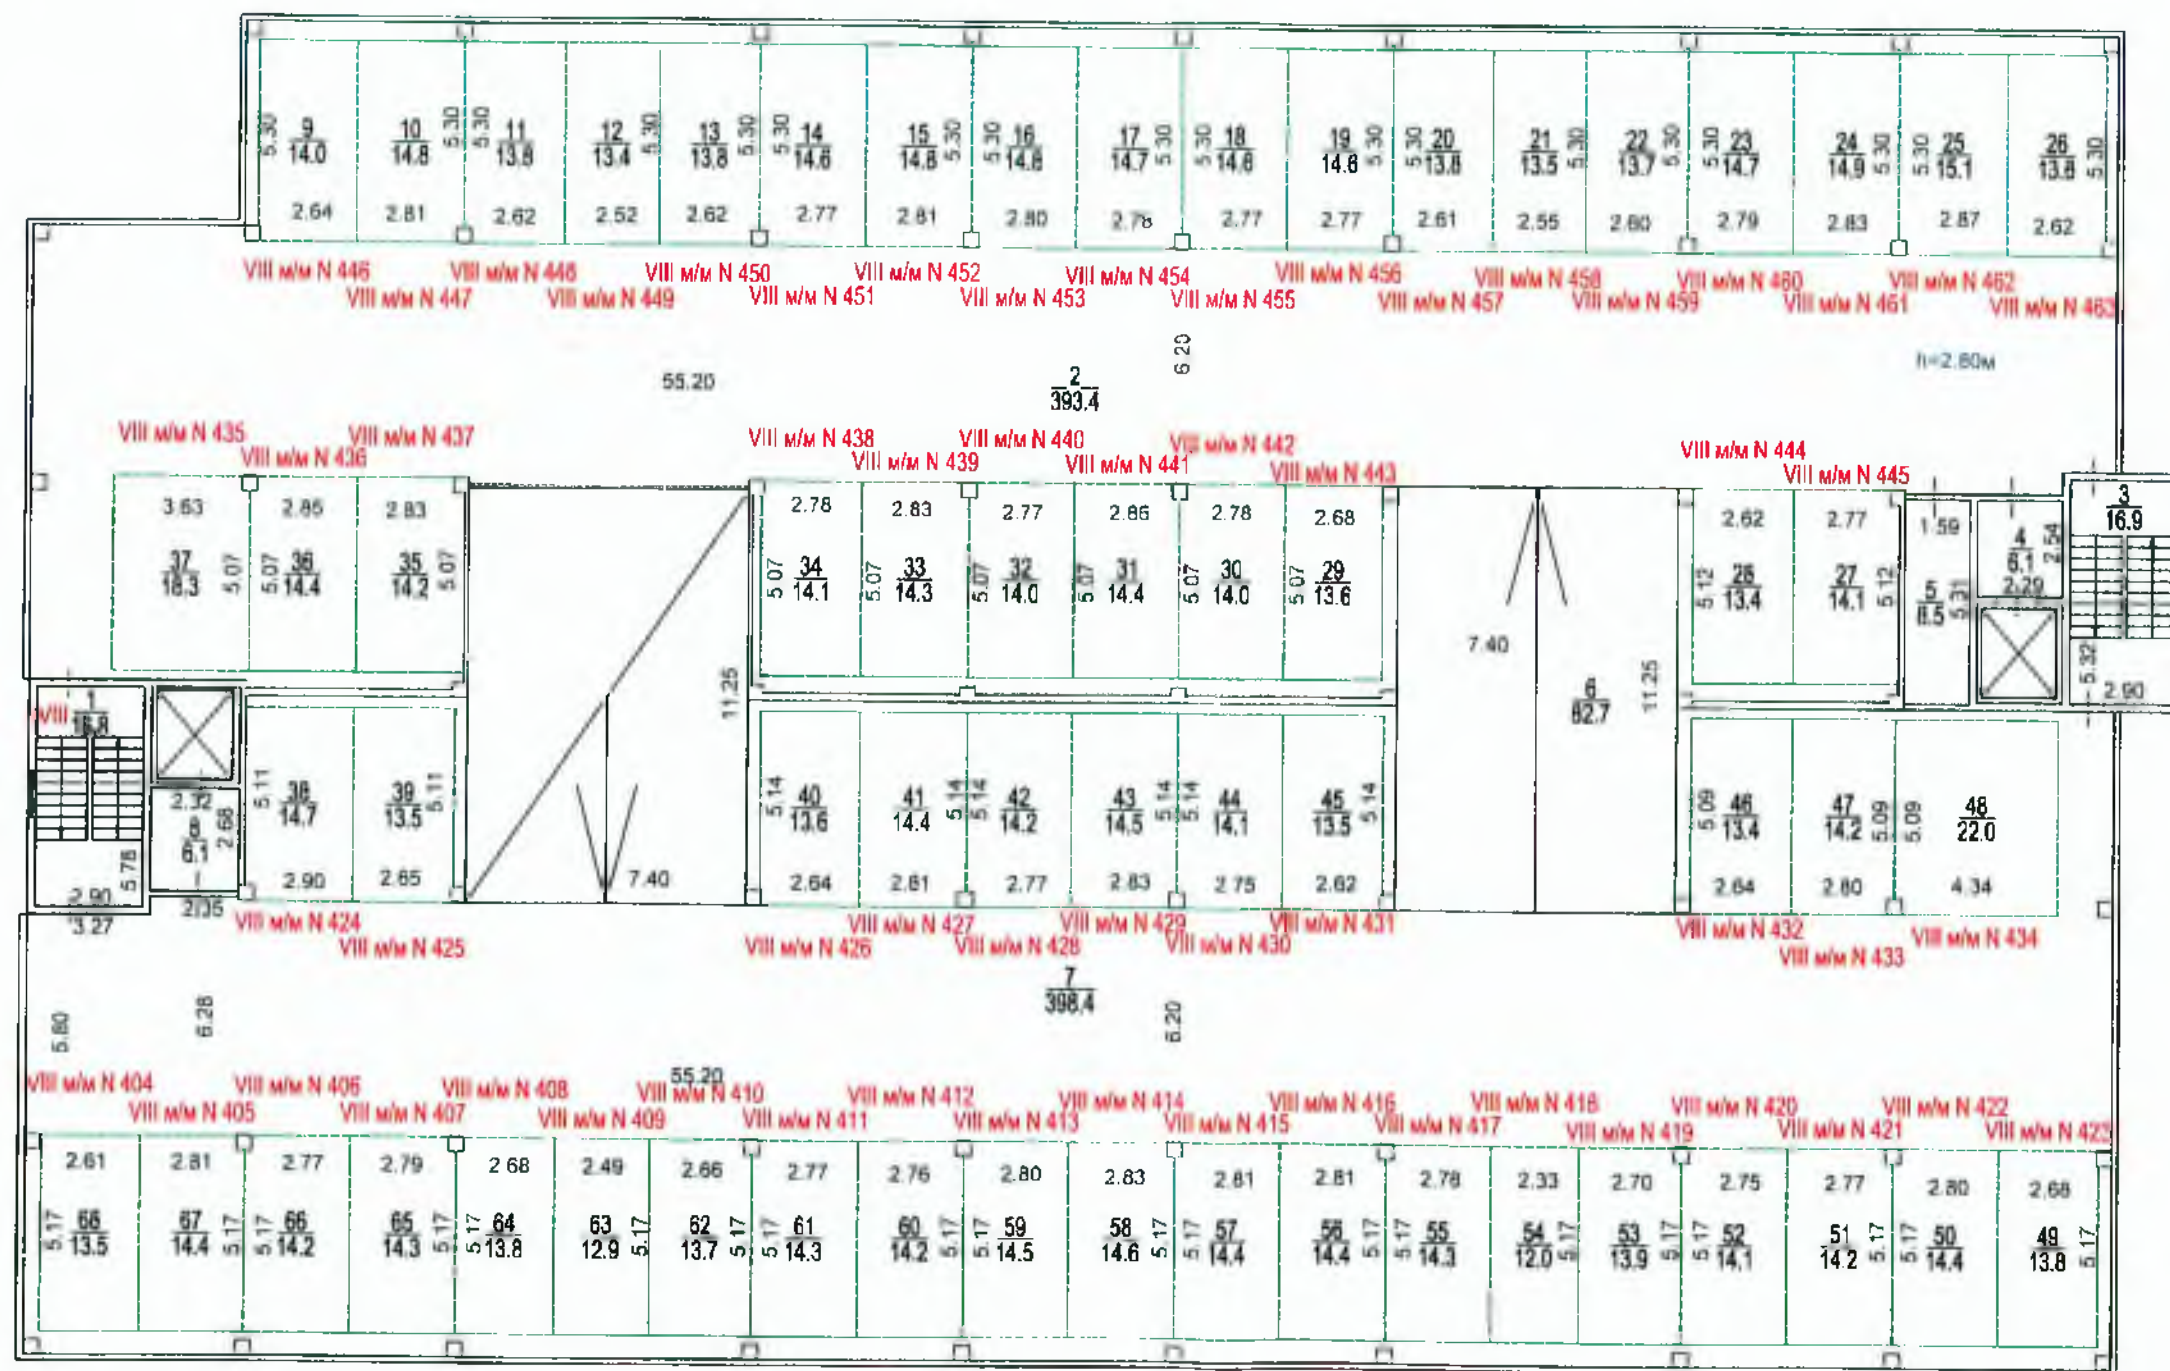 5.30 9 10 5.30 5.30 11 12 5.30 13 5.30 5.30 14 15 5.30 5.30 16 17 5.30 5.30 18 19 5.30 5.30 20 21 5.30 22 5.30 5.30 23 24 5.30 5.30 25 26 5.30
14.0 14.8 13.8 13.4 13.8 14.6 14.8 14.8 14.7 14.6 14.6 13.8 13.5 13.7 14.7 14.9 15.1 13.8
2.64 2.81 2.62 2.52 2.62 2.77 2.81 2.80 2.78 2.77 2.77 2.61 2.55 2.60 2.79 2.83 2.87 2.62
VIII м/м N 446 VIII м/м N 448 VIII м/м N 450 VIII м/м N 452 VIII м/м N 454 VIII м/м N 456 VIII м/м N 458 VIII м/м N 460 VIII м/м N 462
VIII м/м N 447 VIII м/м N 449 VIII м/м N 451 VIII м/м N 453 VIII м/м N 455 VIII м/м N 457 VIII м/м N 459 VIII м/м N 461 VIII м/м N 463
55.20 2 6.20 h=2.80м
393.4
VIII м/м N 435 VIII м/м N 437 VIII м/м N 438 VIII м/м N 440 VIII м/м N 442 VIII м/м N 444
VIII м/м N 436 VIII м/м N 439 VIII м/м N 441 VIII м/м N 443 VIII м/м N 445
3.63 2.85 2.83 2.78 2.83 2.77 2.86 2.78 2.68 2.62 2.77 1.59 4 2.54 3
6.1 16.9
37 5.07 5.07 36 35 5.07 5.07 34 5.07 33 5.07 32 5.07 31 5.07 30 5.07 29 5.12 28 27 5.12 5 5.31 2.29
18.3 14.4 14.2 14.1 14.3 14.0 14.4 14.0 13.6 13.4 14.1 8.5
7.40
11.25 6 11.25 5.32 2.90
82.7
VIII 1
16.8
2.32 5.11 38 39 5.11 5.14 40 41 5.14 5.14 42 43 5.14 5.14 44 45 5.14 5.09 46 47 5.09 5.09 48
8 2.68 14.7 13.5 13.6 14.4 14.2 14.5 14.1 13.5 13.4 14.2 22.0
6.1
5.78
2.90 2.90 2.65 7.40 2.64 2.81 2.77 2.83 2.75 2.62 2.64 2.80 4.34
3.27 2.35
VIII м/м N 424 VIII м/м N 427 VIII м/м N 429 VIII м/м N 431 VIII м/м N 432 VIII м/м N 434
VIII м/м N 425 VIII м/м N 426 VIII м/м N 428 VIII м/м N 430 VIII м/м N 433
5.80 6.28 7 6.20
398.4
55.20
VIII м/м N 404 VIII м/м N 406 VIII м/м N 408 VIII м/м N 410 VIII м/м N 412 VIII м/м N 414 VIII м/м N 416 VIII м/м N 418 VIII м/м N 420 VIII м/м N 422
VIII м/м N 405 VIII м/м N 407 VIII м/м N 409 VIII м/м N 411 VIII м/м N 413 VIII м/м N 415 VIII м/м N 417 VIII м/м N 419 VIII м/м N 421 VIII м/м N 423
2.61 2.81 2.77 2.79 2.68 2.49 2.66 2.77 2.76 2.80 2.83 2.81 2.81 2.78 2.33 2.70 2.75 2.77 2.80 2.68
5.17 68 67 5.17 5.17 66 65 5.17 5.17 64 63 5.17 62 5.17 5.17 61 60 5.17 5.17 59 58 5.17 5.17 57 56 5.17 5.17 55 54 5.17 53 5.17 5.17 52 51 5.17 5.17 50 49 5.17
13.5 14.4 14.2 14.3 13.8 12.9 13.7 14.3 14.2 14.5 14.6 14.4 14.4 14.3 12.0 13.9 14.1 14.2 14.4 13.8